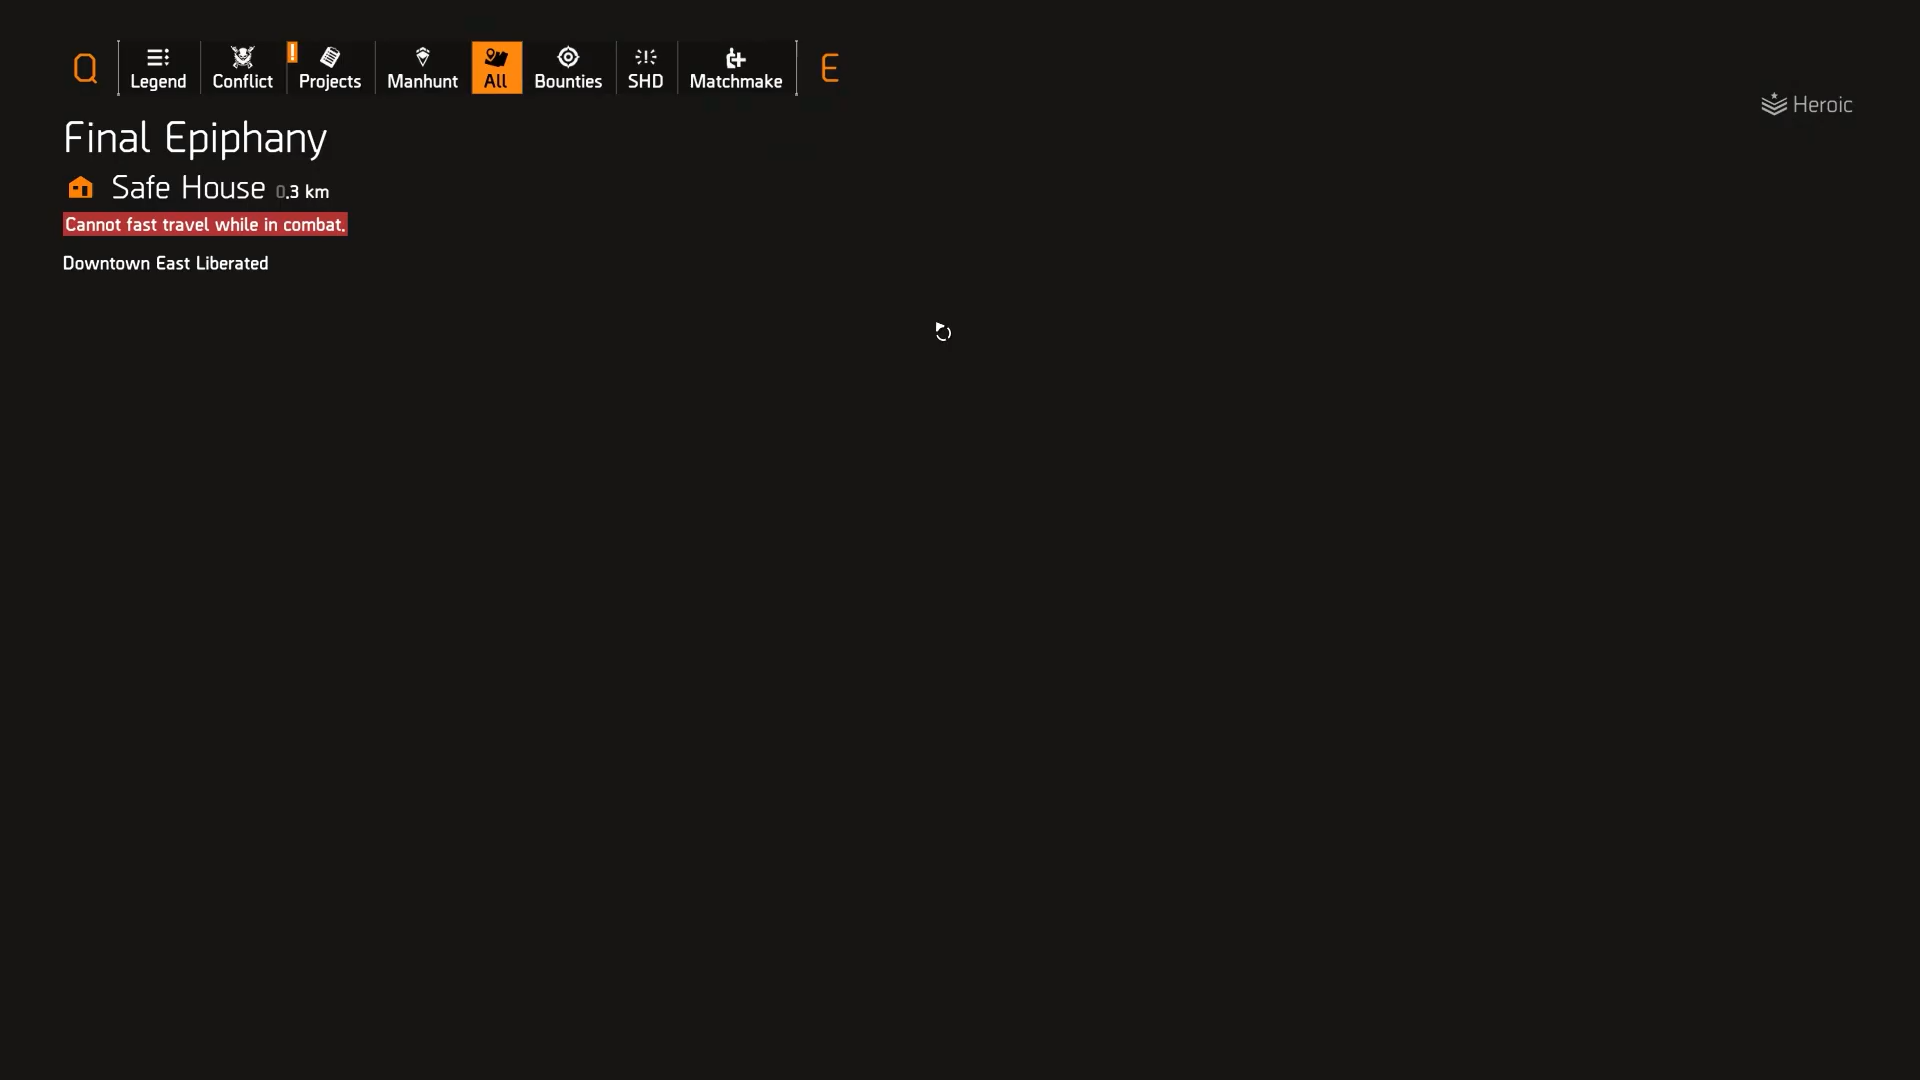 Q Legend Conflict ! Projects Manhunt All Bounties SHD Matchmake E
Heroic
Final Epiphany
Safe House 0.3 km
Cannot fast travel while in combat.
Downtown East Liberated